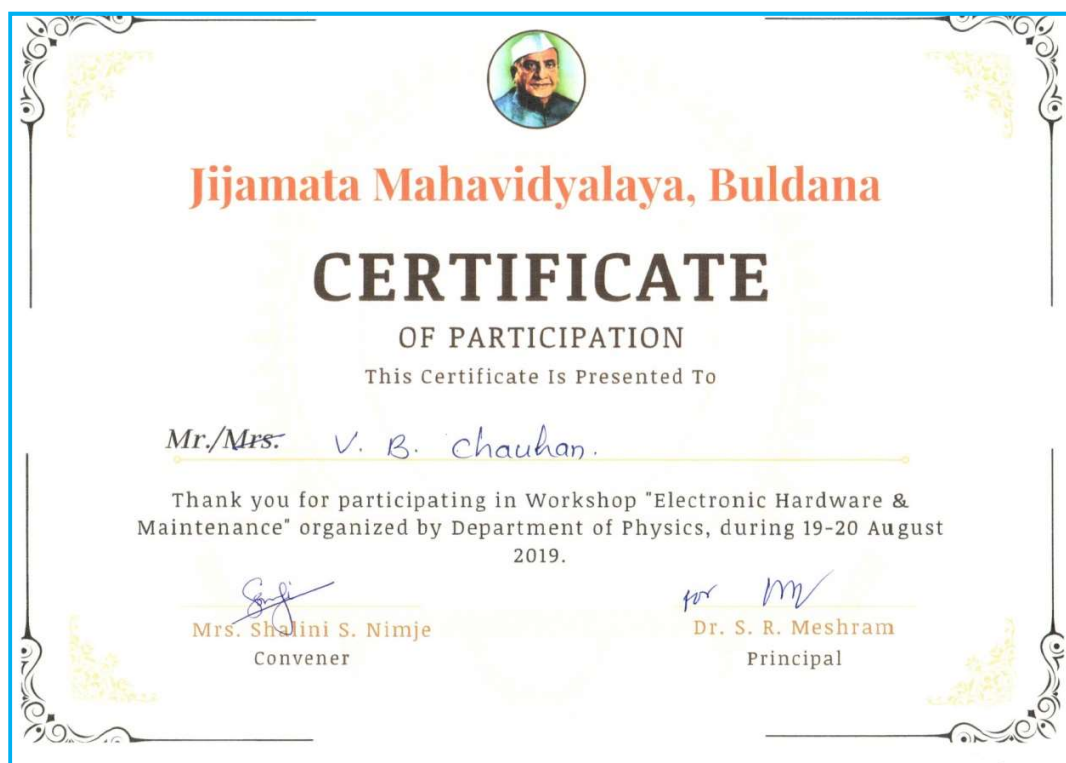 Jijamata Mahavidyalaya, Buldana
CERTIFICATE
OF PARTICIPATION
This Certificate Is Presented To
Mr./Mrs. V. B. Chauhan.
Thank you for participating in Workshop "Electronic Hardware &
Maintenance" organized by Department of Physics, during 19-20 August
2019.
for
Mrs. Shalini S. Nimje Dr. S. R. Meshram
Convener Principal